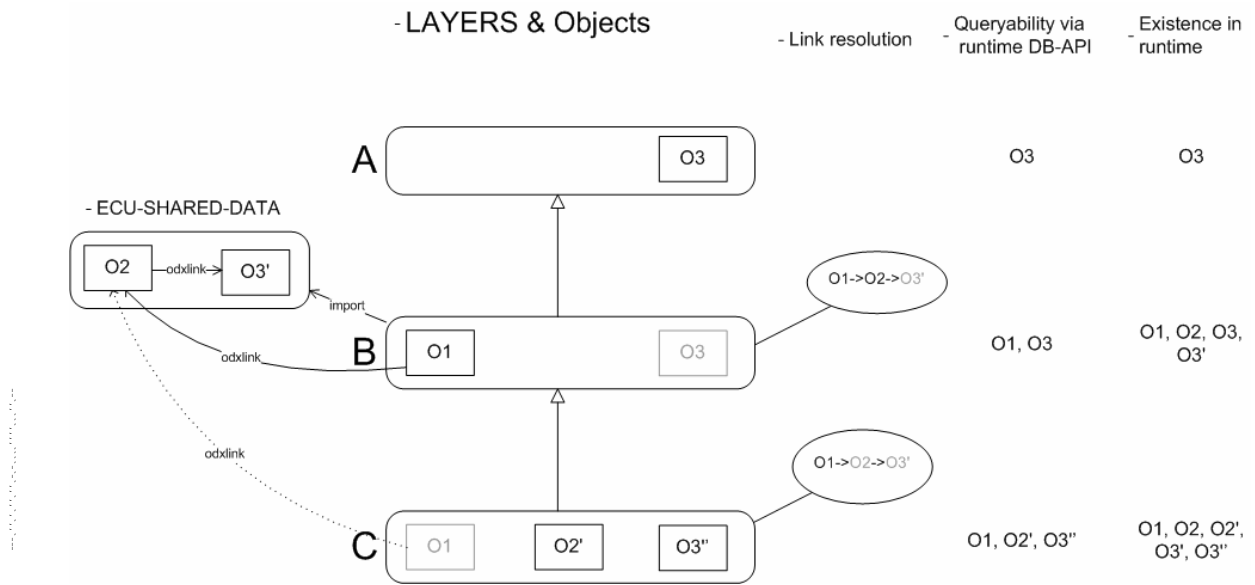 - LAYERS & Objects
- Link resolution
- Queryability via
runtime DB-API
- Existence in
runtime
A
O3
O3
O3
- ECU-SHARED-DATA
O2
odxlink
O3'
import
O1->O2->O3'
B
O1
O3
O1, O3
O1, O2, O3,
O3'
odxlink
odxlink
O1->O2->O3'
C
O1
O2'
O3''
O1, O2', O3''
O1, O2, O2',
O3', O3''